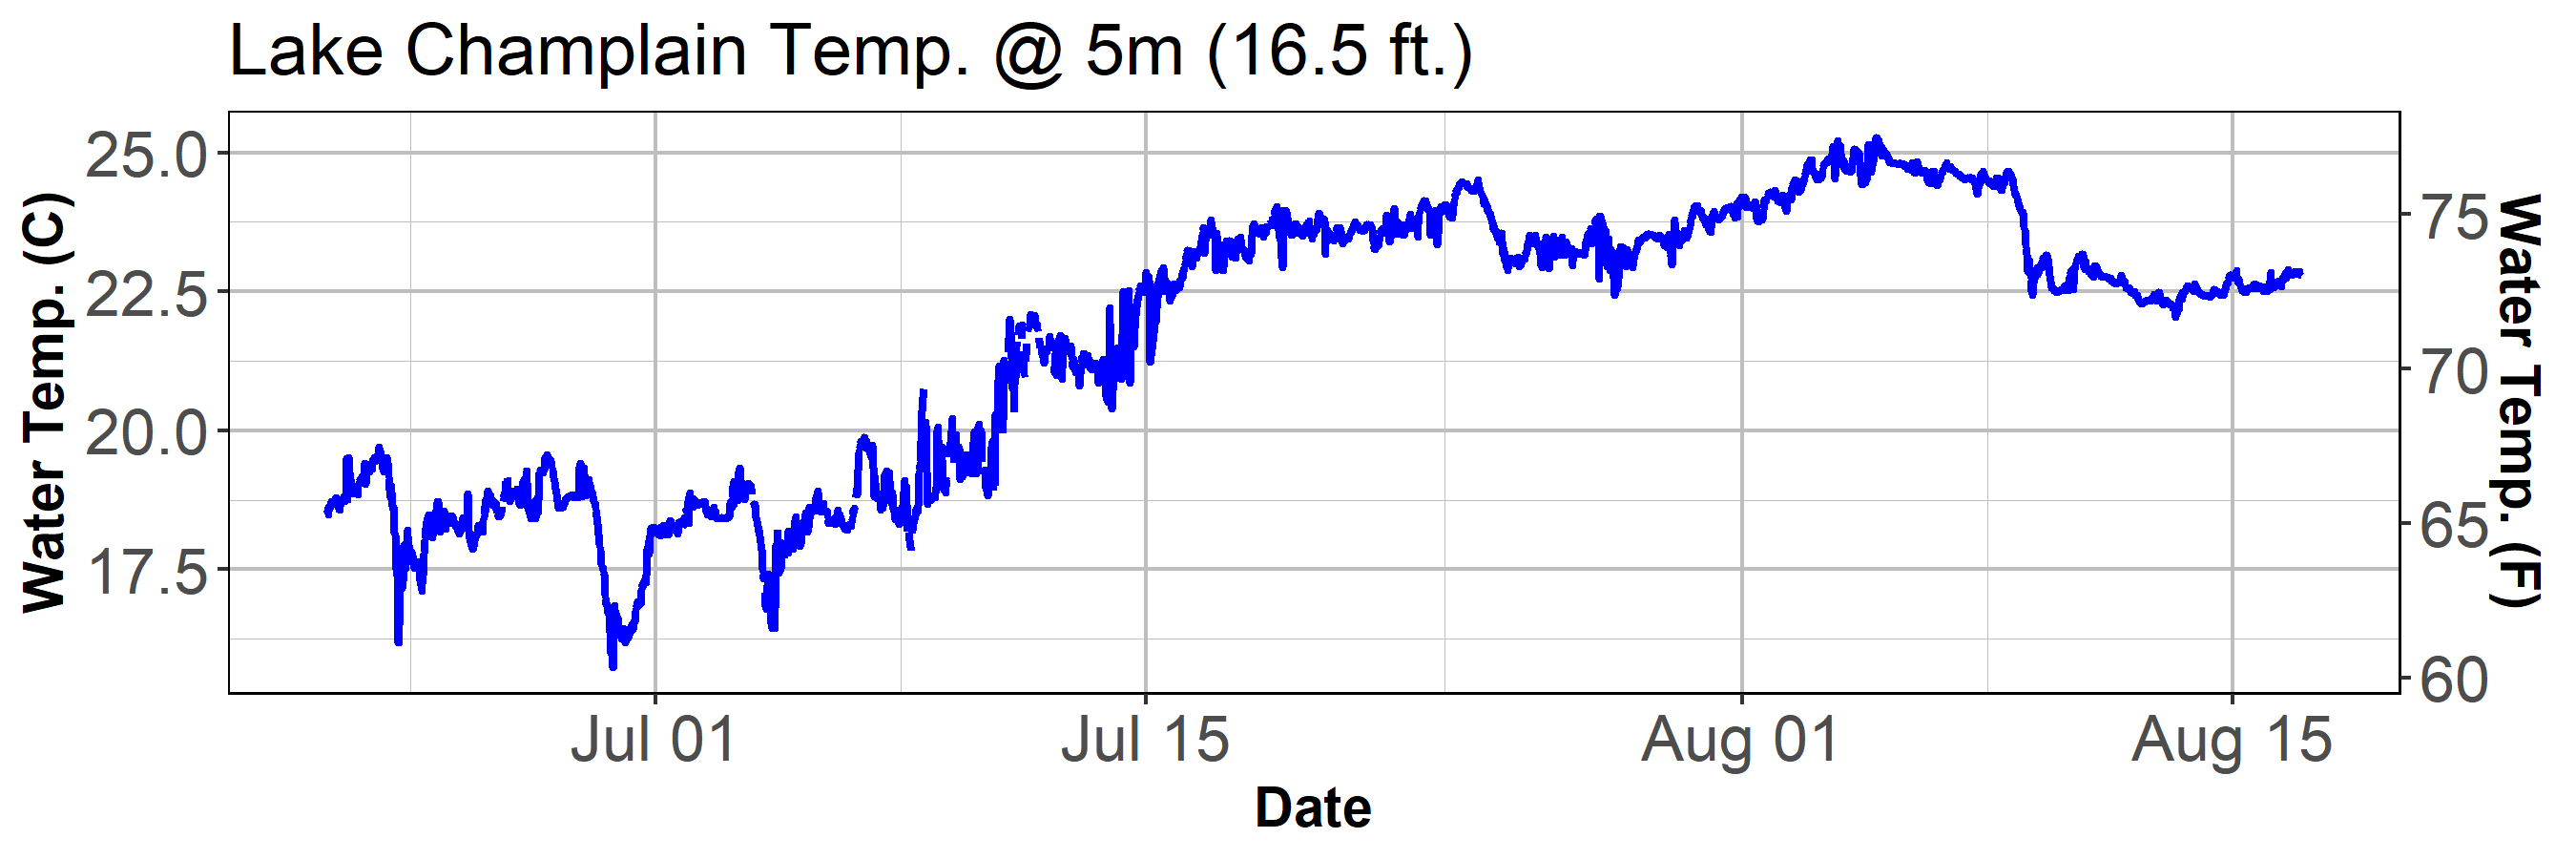 Lake Champlain Temp. @ 5m (16.5 ft.)
Water Temp. (C)
25.0
22.5
20.0
17.5
75
70
65
60
Water Temp. (F)
Jul 01
Jul 15
Aug 01
Aug 15
Date